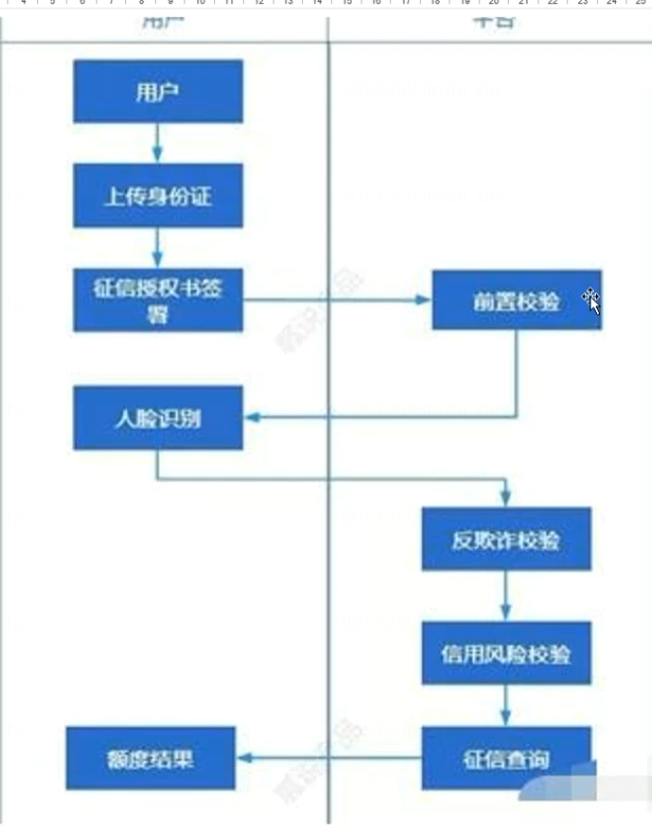 4 5 6 7 8 9 10 11 12 13 14 15 16 17 18 19 20 21 22 23 24 25
用户 平台
用户
上传身份证
征信授权书签
署
前置校验
人脸识别
反欺诈校验
信用风险校验
额度结果
征信查询